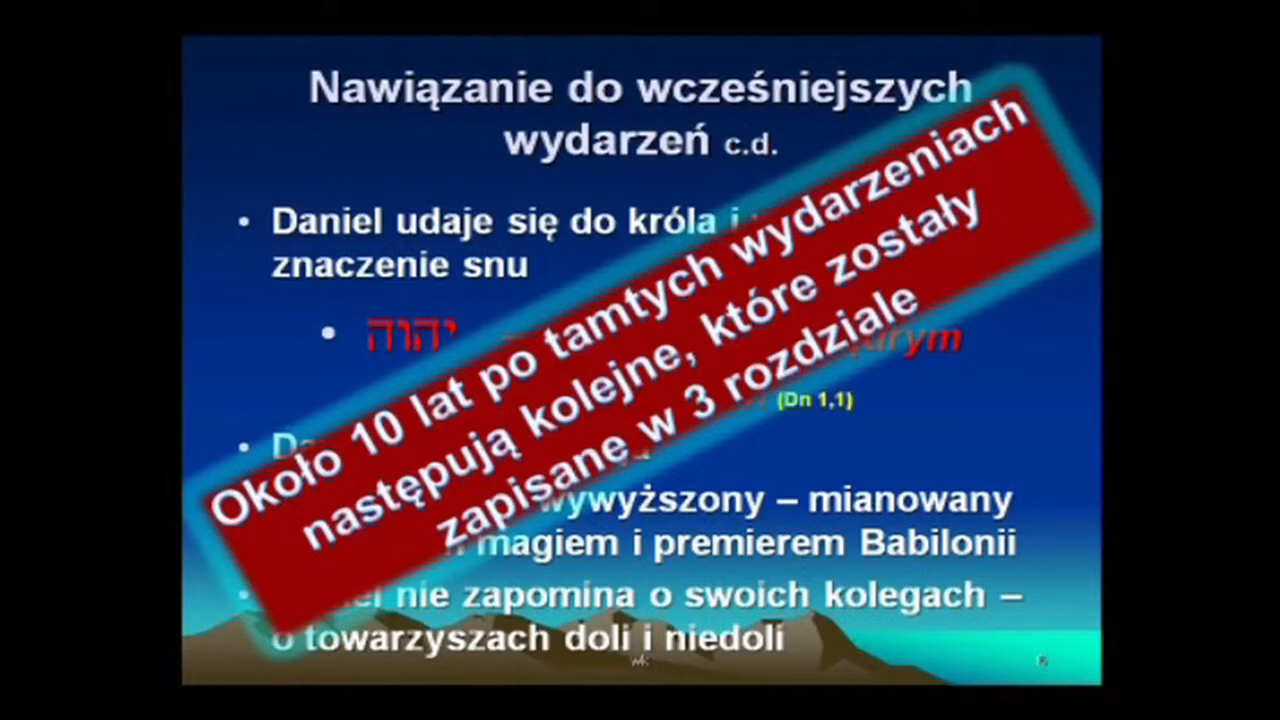 Nawiązanie do wcześniejszych
wydarzeń c.d.
• Daniel udaje się do króla i
znaczenie snu
• יהוה
(Dn 1,1)
wywyższony – mianowany
magiem i premierem Babilonii
nie zapomina o swoich kolegach –
o towarzyszach doli i niedoli
Około 10 lat po tamtych wydarzeniach
następują kolejne, które zostały
zapisane w 3 rozdziale
wk